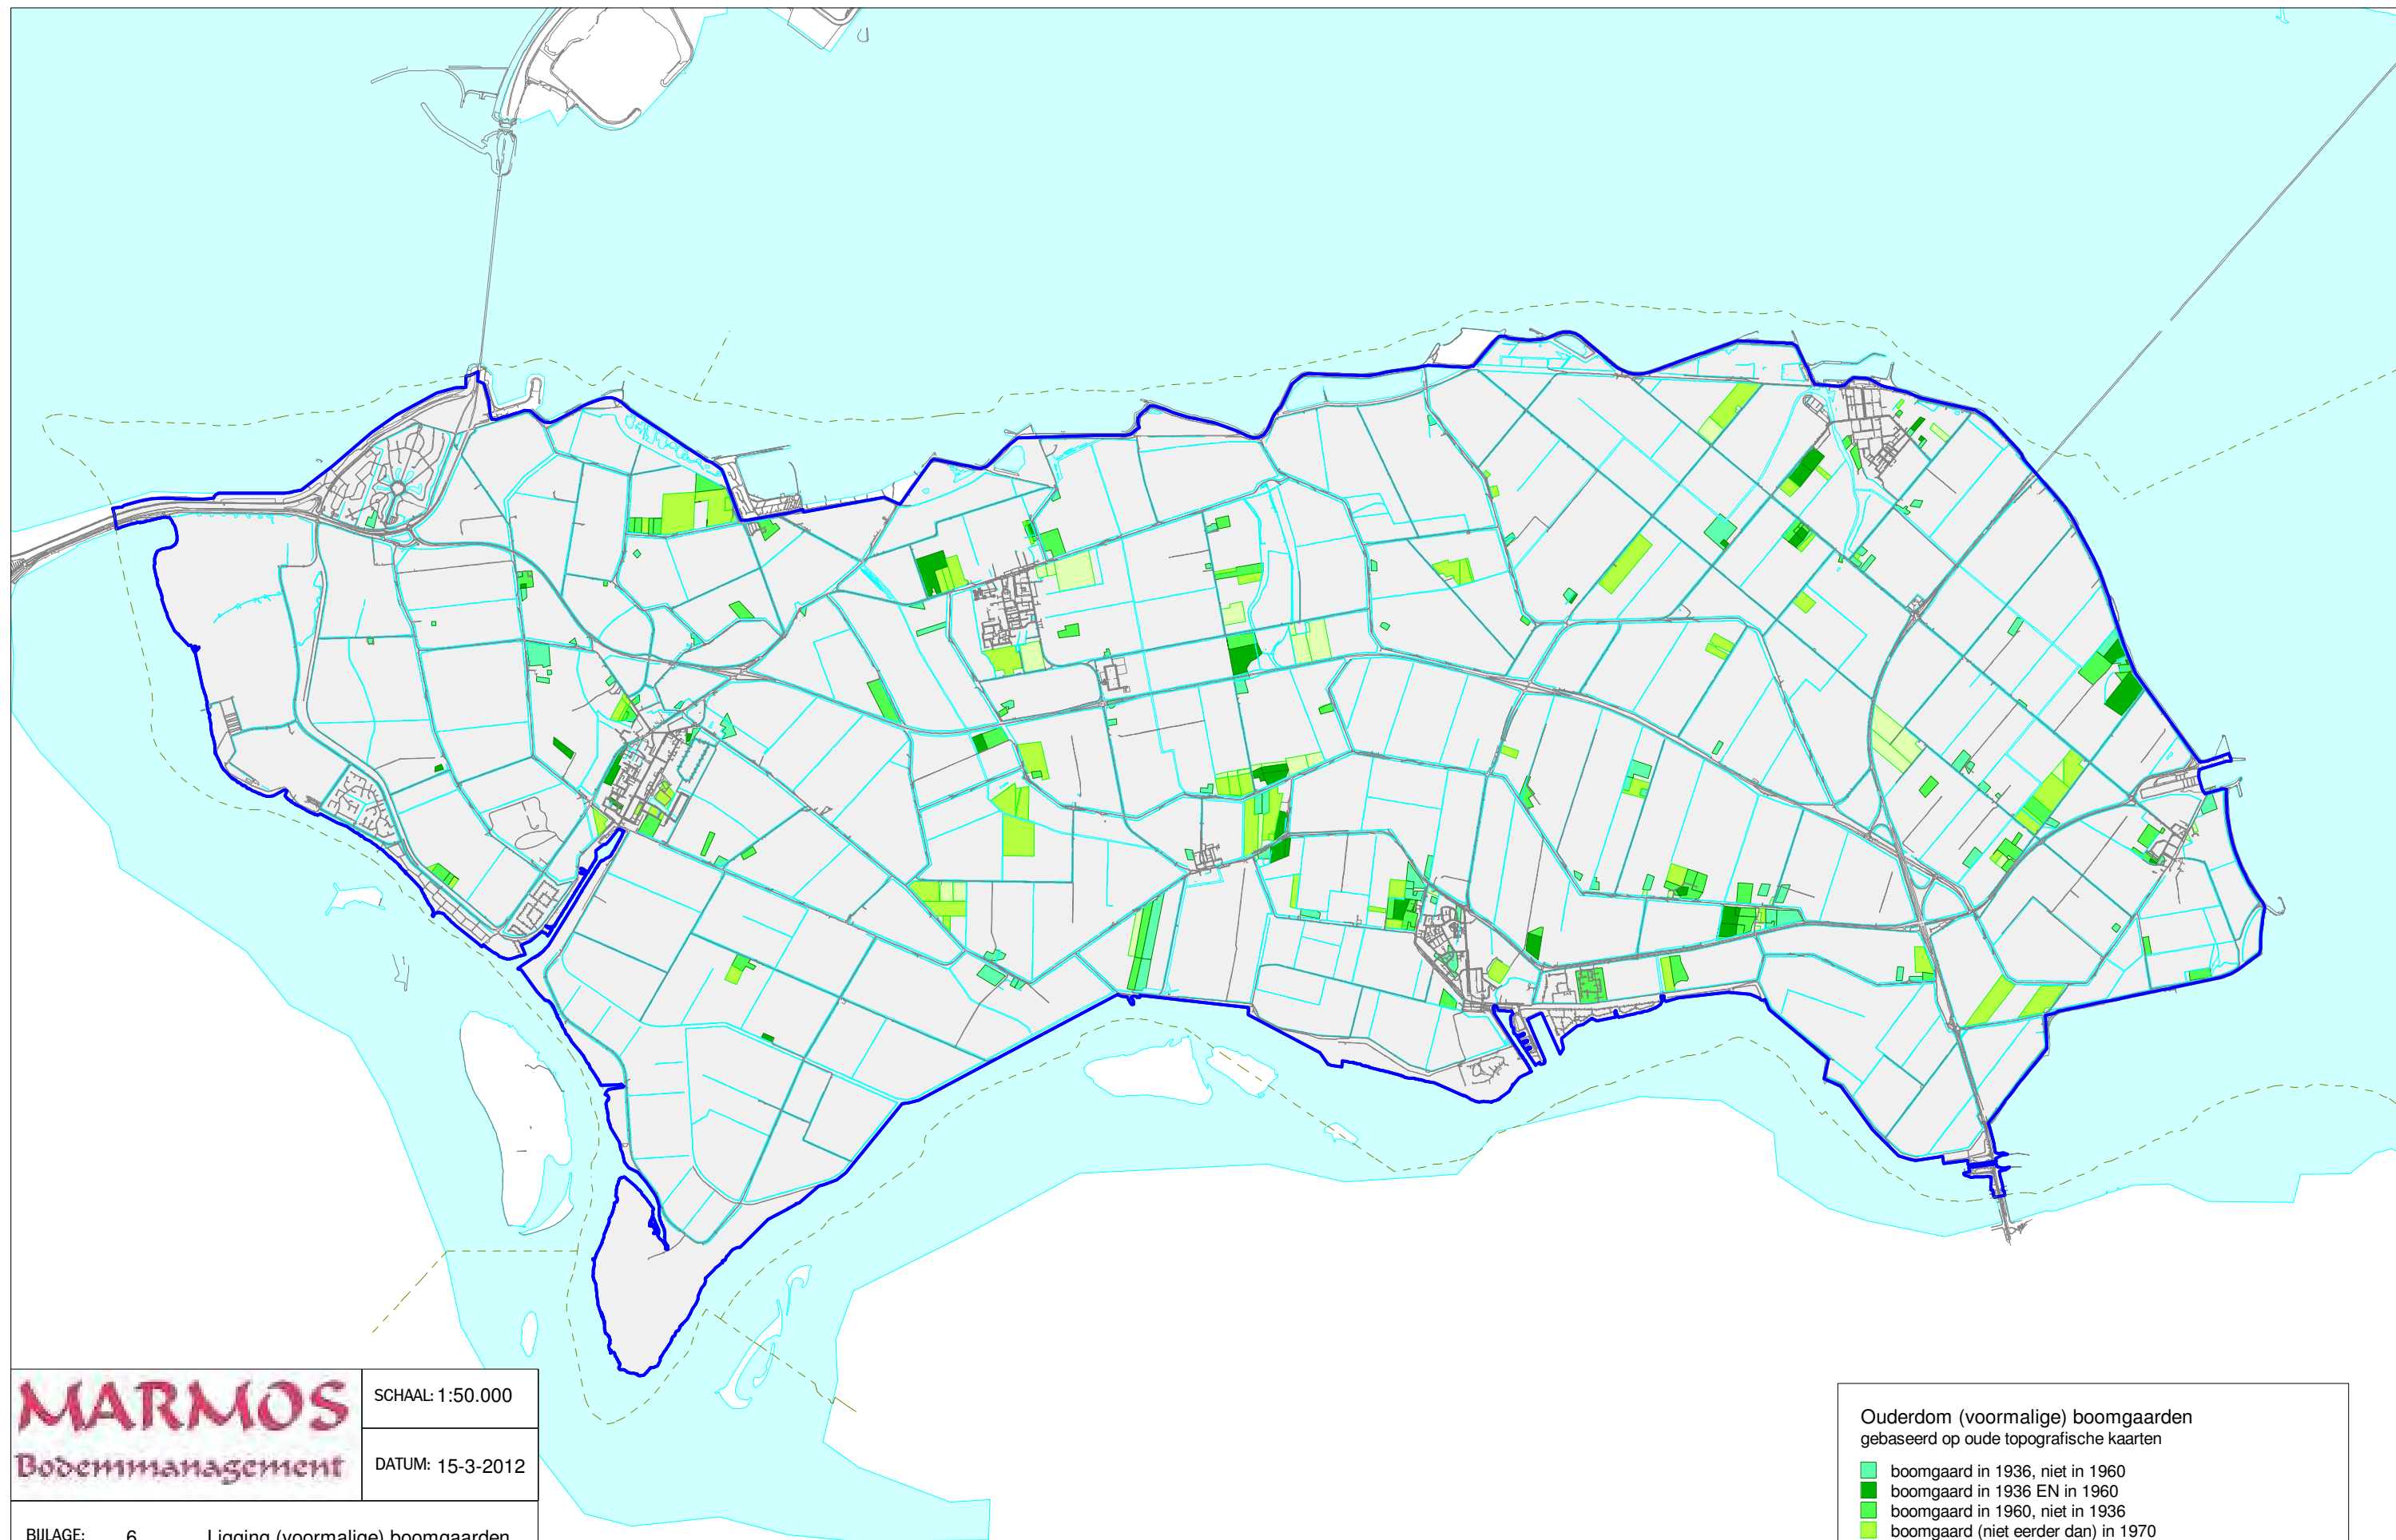 MARMOS
Bodemmanagement
SCHAAL: 1:50.000
DATUM: 15-3-2012
BIJLAGE: 6 Ligging (voormalige) boomgaarden
Ouderdom (voormalige) boomgaarden
gebaseerd op oude topografische kaarten
boomgaard in 1936, niet in 1960
boomgaard in 1936 EN in 1960
boomgaard in 1960, niet in 1936
boomgaard (niet eerder dan) in 1970